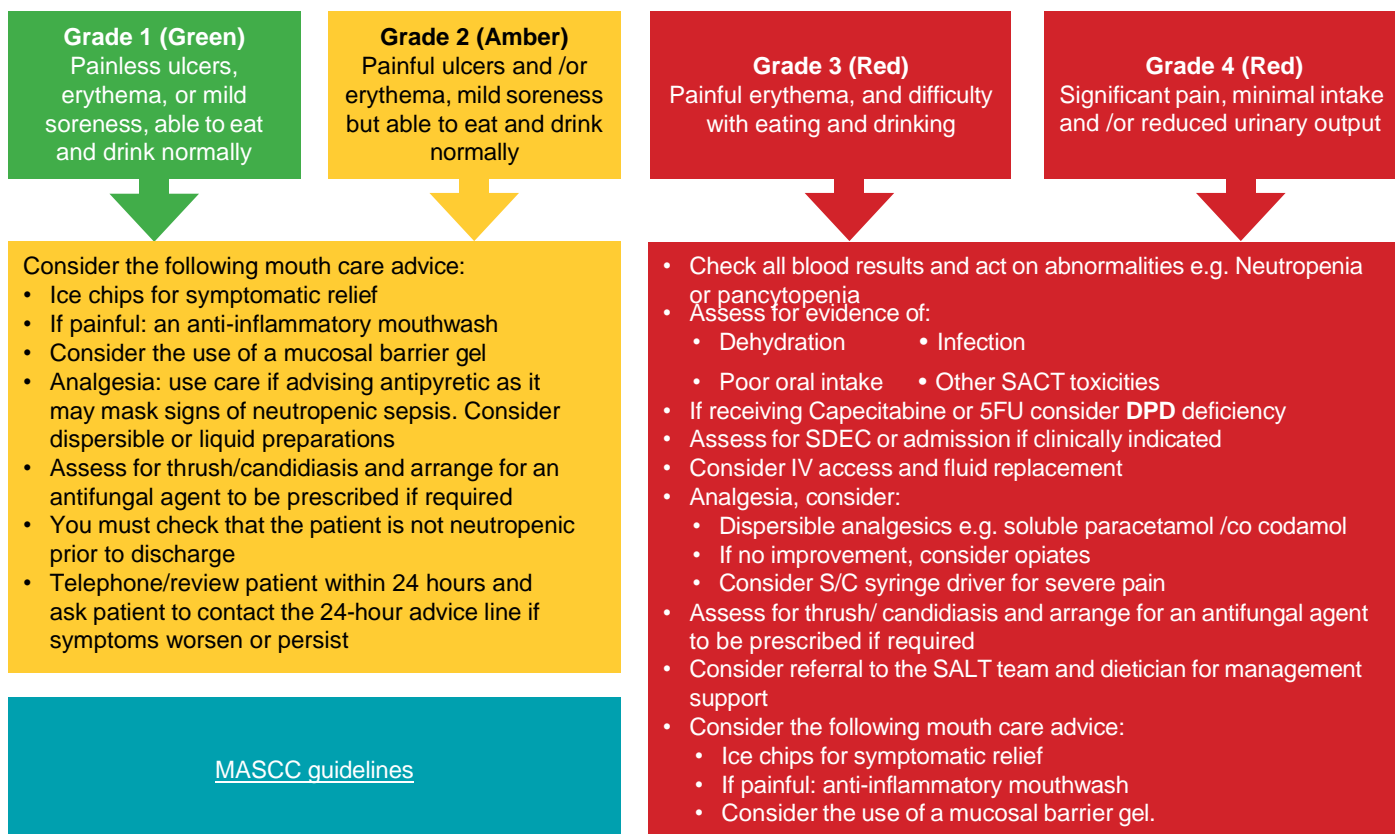 Grade 1 (Green)
Painless ulcers,
erythema, or mild
soreness, able to eat
and drink normally
Grade 2 (Amber)
Painful ulcers and /or
erythema, mild soreness
but able to eat and drink
normally
Grade 3 (Red)
Painful erythema, and difficulty
with eating and drinking
Grade 4 (Red)
Significant pain, minimal intake
and /or reduced urinary output
Consider the following mouth care advice:
• Ice chips for symptomatic relief
• If painful: an anti-inflammatory mouthwash
• Consider the use of a mucosal barrier gel
• Analgesia: use care if advising antipyretic as it
may mask signs of neutropenic sepsis. Consider
dispersible or liquid preparations
• Assess for thrush/candidiasis and arrange for an
antifungal agent to be prescribed if required
• You must check that the patient is not neutropenic
prior to discharge
• Telephone/review patient within 24 hours and
ask patient to contact the 24-hour advice line if
symptoms worsen or persist
MASCC guidelines
• Check all blood results and act on abnormalities e.g. Neutropenia
or pancytopenia
• Assess for evidence of:
• Dehydration • Infection
• Poor oral intake • Other SACT toxicities
• If receiving Capecitabine or 5FU consider DPD deficiency
• Assess for SDEC or admission if clinically indicated
• Consider IV access and fluid replacement
• Analgesia, consider:
• Dispersible analgesics e.g. soluble paracetamol /co codamol
• If no improvement, consider opiates
• Consider S/C syringe driver for severe pain
• Assess for thrush/ candidiasis and arrange for an antifungal agent
to be prescribed if required
• Consider referral to the SALT team and dietician for management
support
• Consider the following mouth care advice:
• Ice chips for symptomatic relief
• If painful: anti-inflammatory mouthwash
• Consider the use of a mucosal barrier gel.